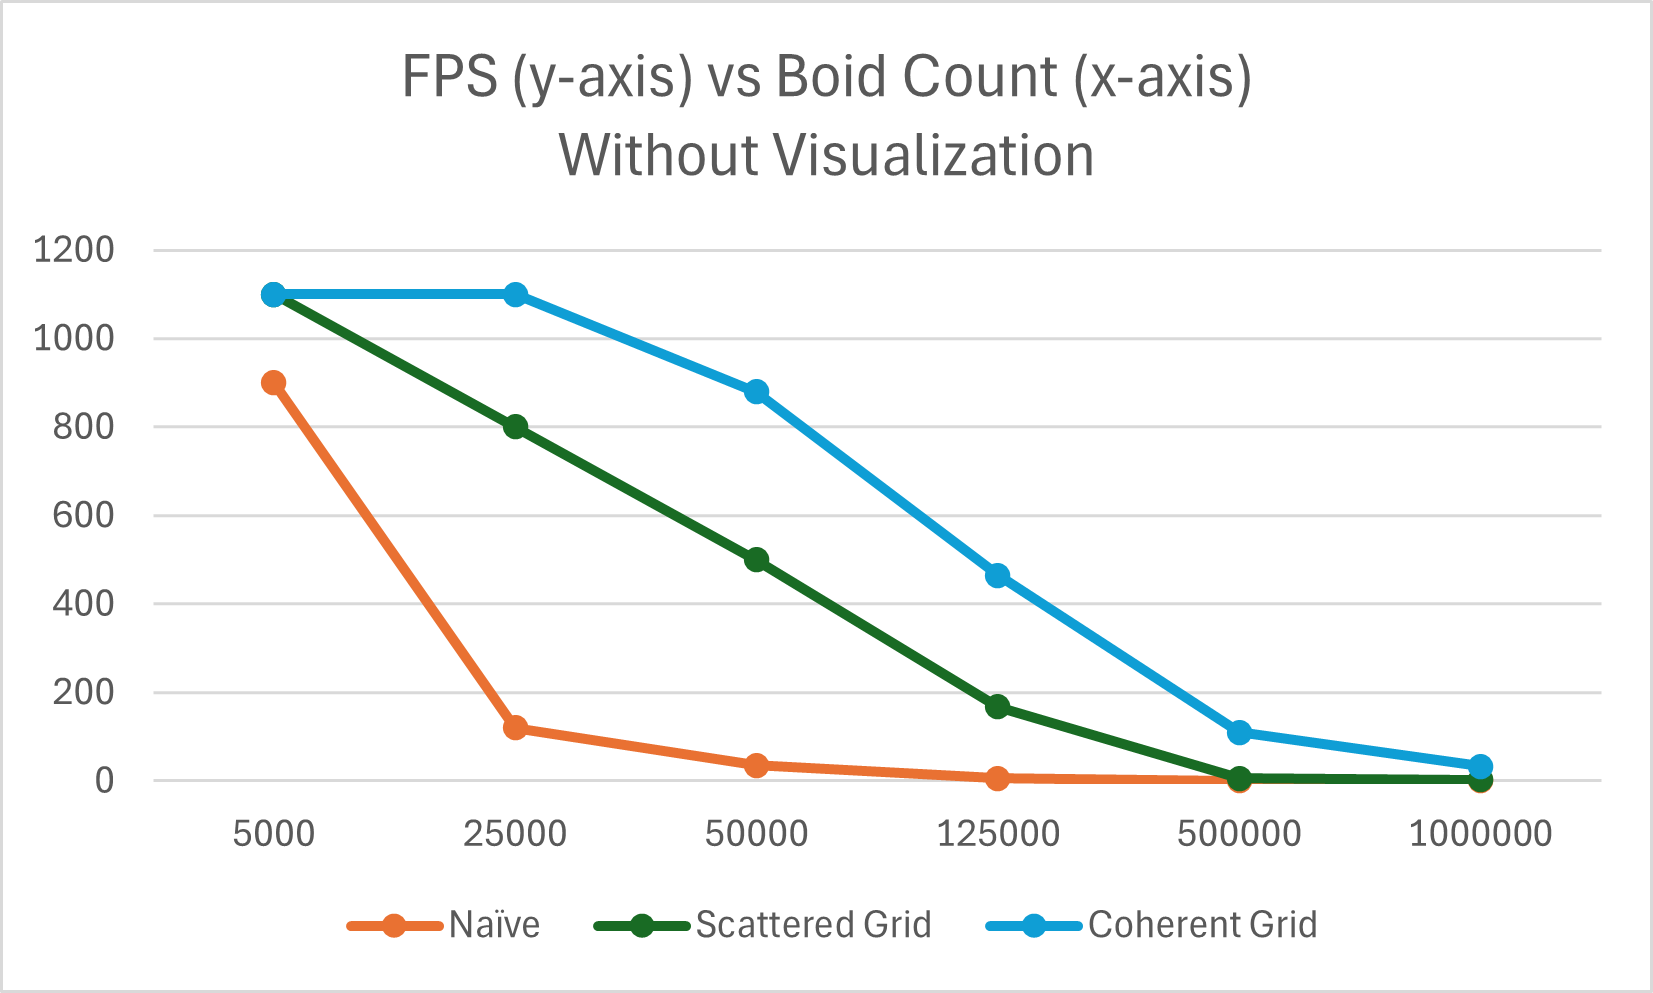 FPS (y-axis) vs Boid Count (x-axis)
Without Visualization
1200
1000
800
600
400
200
0
5000 25000 50000 125000 500000 1000000
Naïve Scattered Grid Coherent Grid